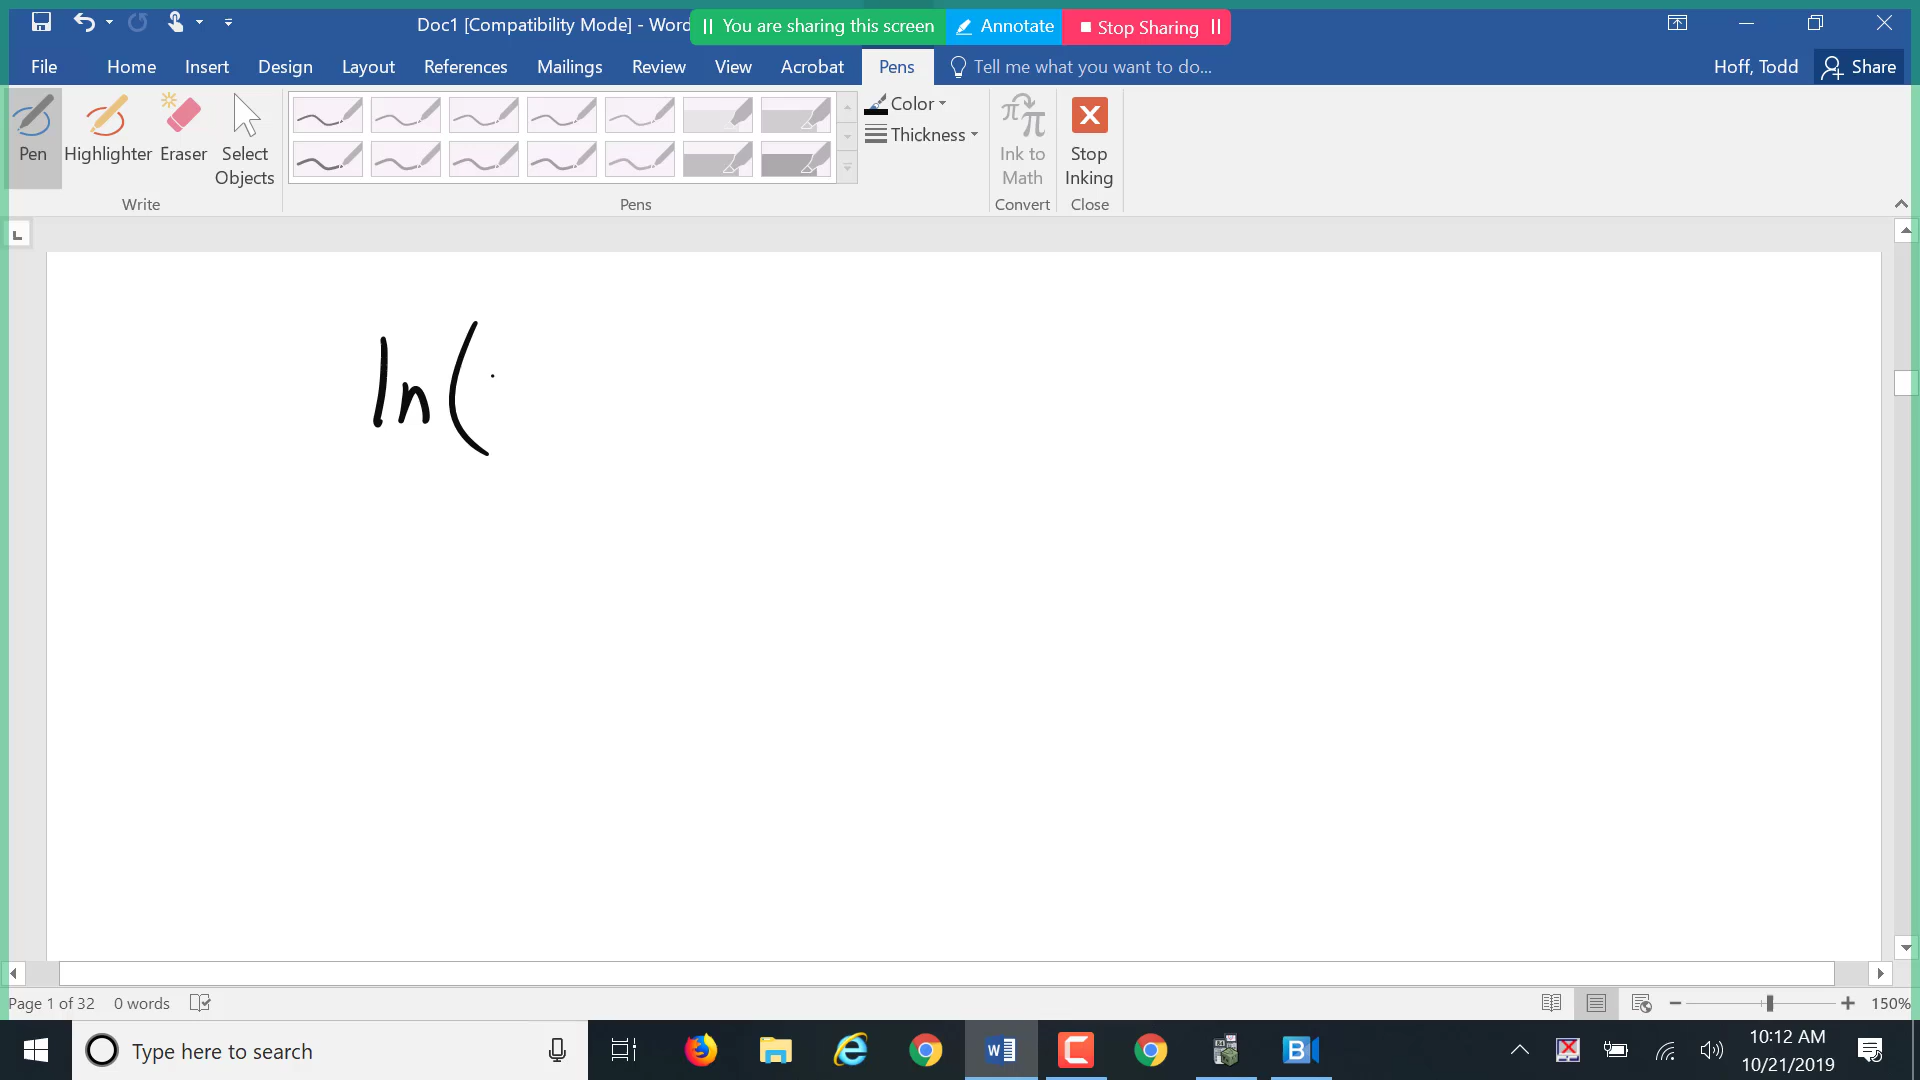 Doc1 [Compatibility Mode] - Word
You are sharing this screen
Annotate
Stop Sharing
File
Home
Insert
Design
Layout
References
Mailings
Review
View
Acrobat
Pens
Tell me what you want to do...
Hoff, Todd
Share
Pen
Highlighter
Eraser
Select Objects
Color
Thickness
Ink to Math
Stop Inking
Write
Pens
Convert
Close
ln(
Page 1 of 32
0 words
150%
Type here to search
10:12 AM
10/21/2019